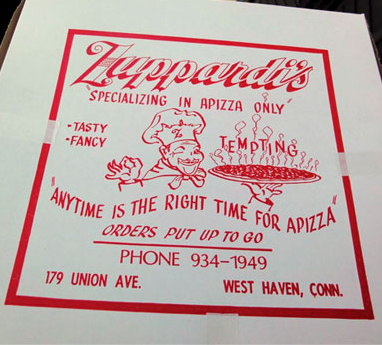 Zuppardi's
"SPECIALIZING IN APIZZA ONLY"
-TASTY
-FANCY
TEMPTING
Z
"ANYTIME IS THE RIGHT TIME FOR APIZZA"
ORDERS PUT UP TO GO
PHONE 934-1949
179 UNION AVE. WEST HAVEN, CONN.